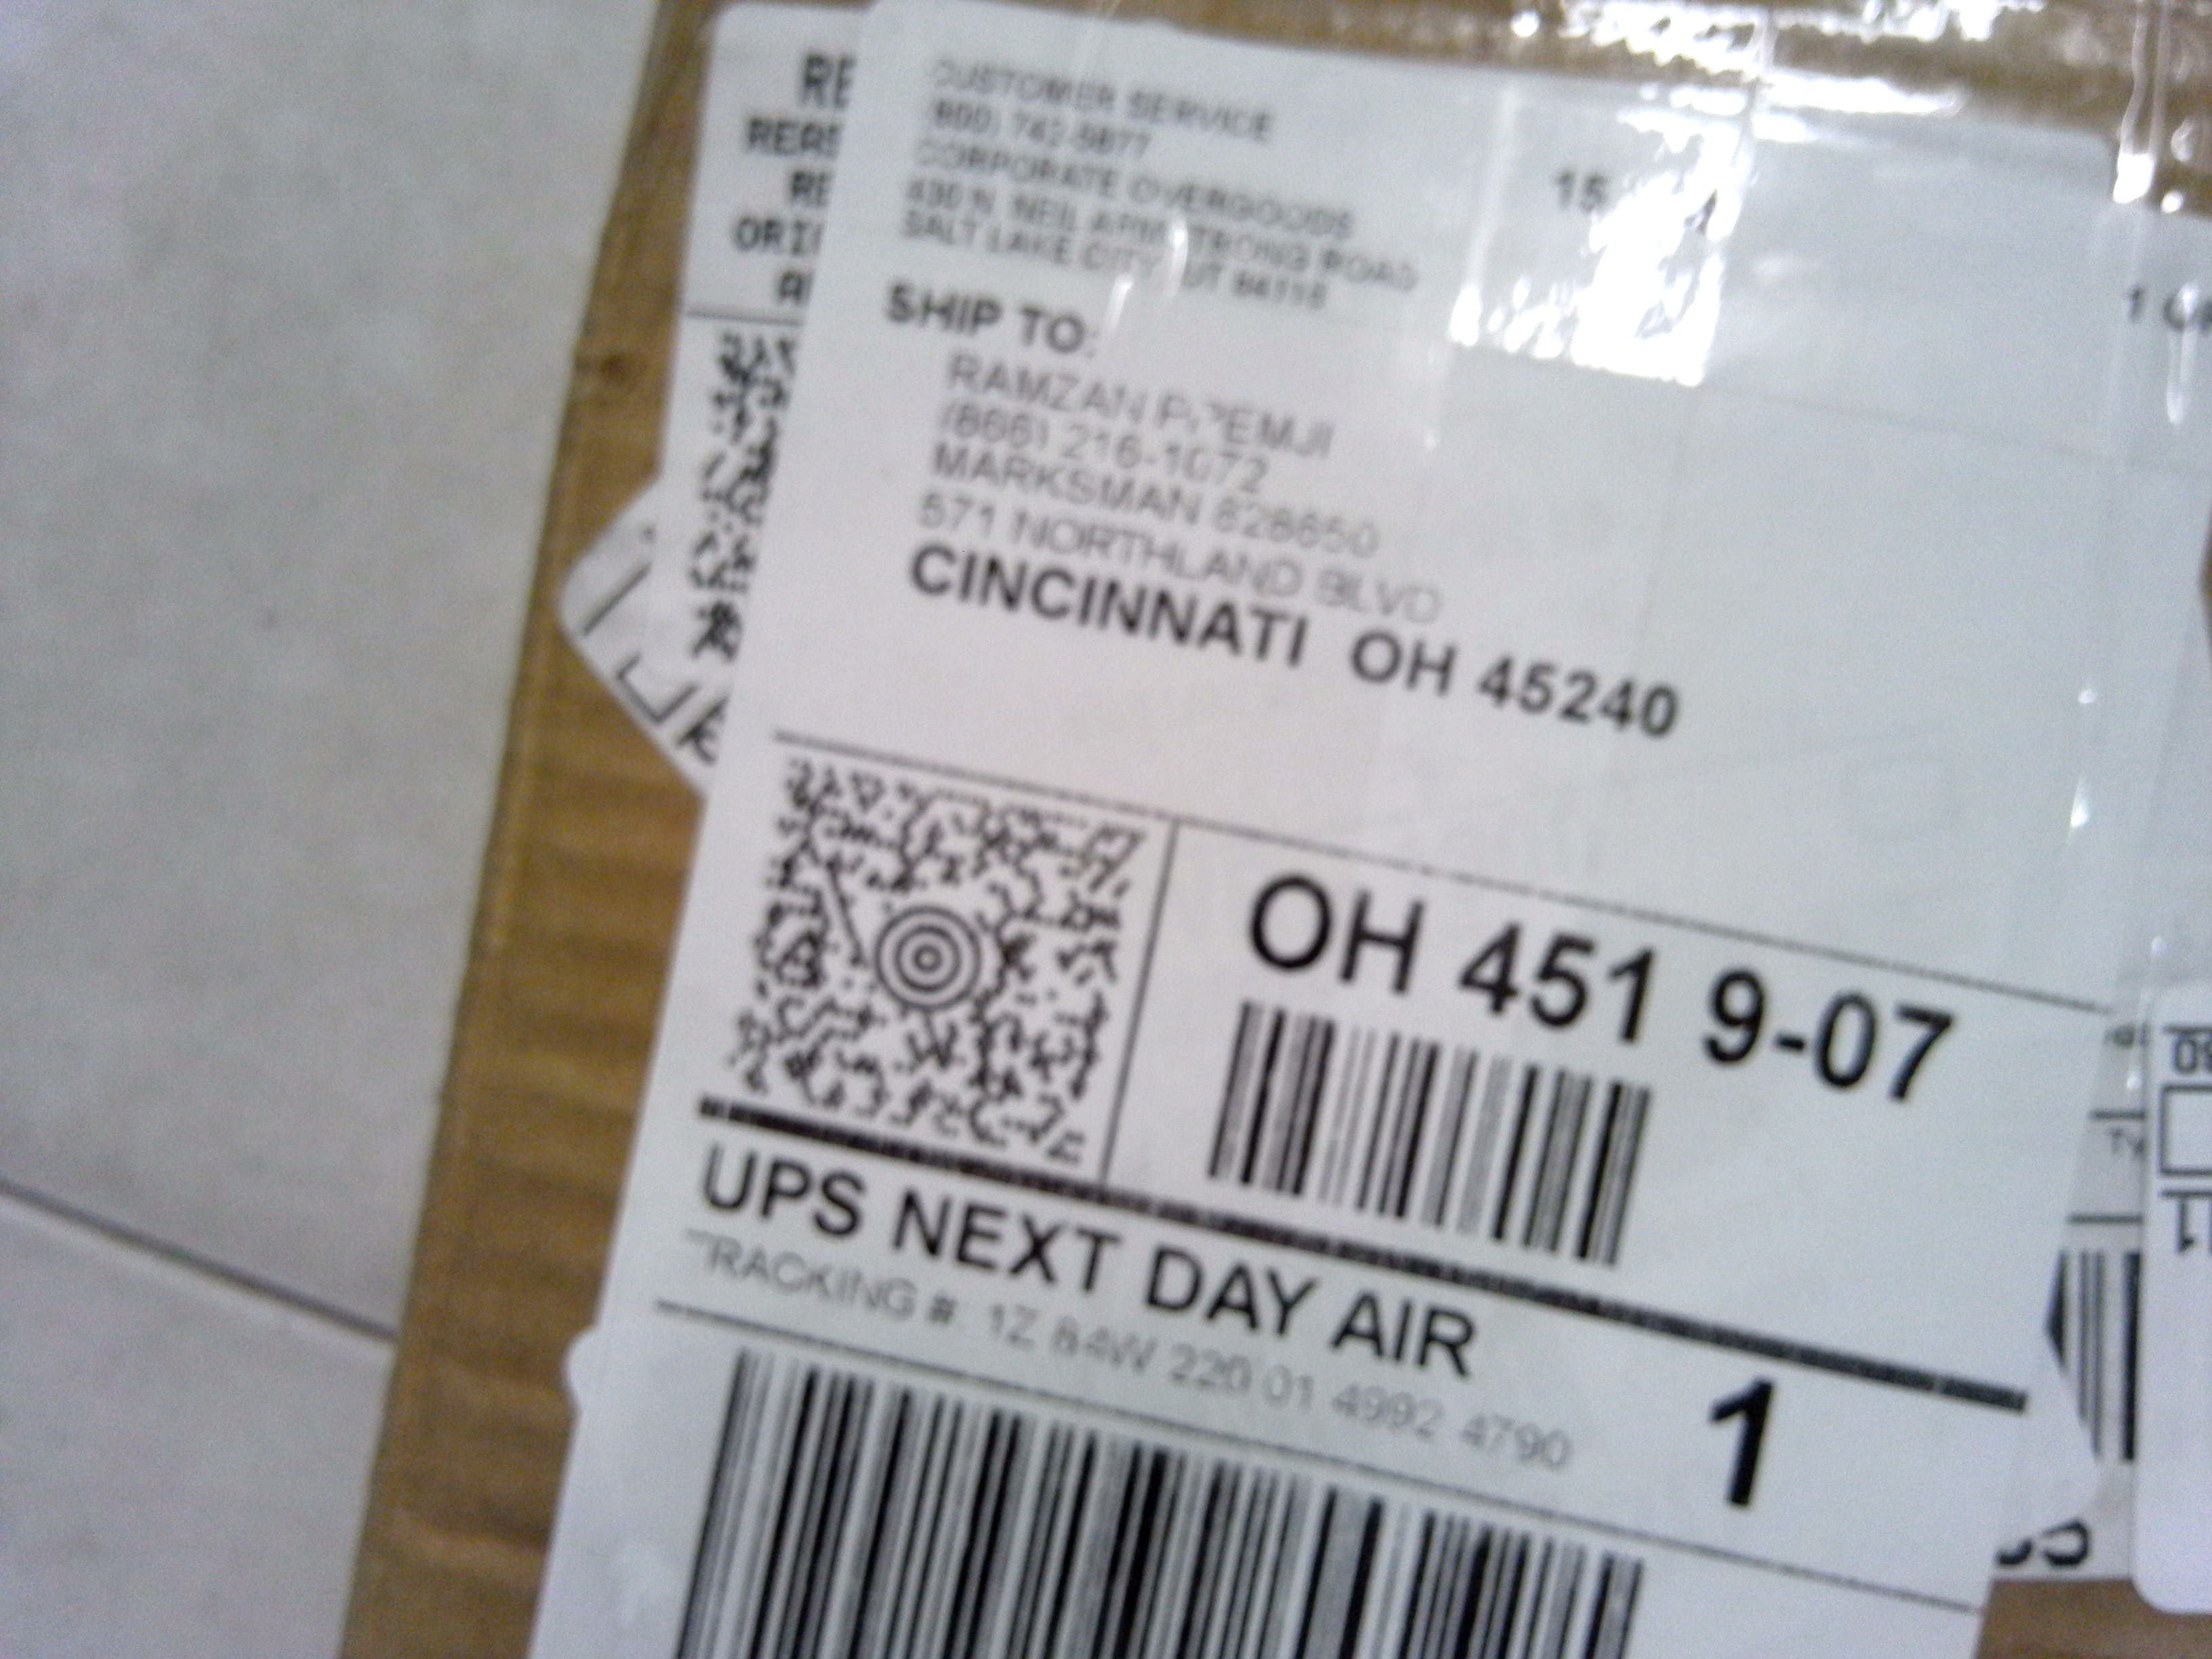 CUSTOMER SERVICE
(800) 742-5877
CORPORATE OVERGOODS
430 N. NEIL ARMSTRONG ROAD
SALT LAKE CITY UT 84116
15
SHIP TO:
RAMZAN
(866) 216-1072
MARKSMAN 628650
571 NORTHLAND BLVD
CINCINNATI OH 45240
OH 451 9-07
UPS NEXT DAY AIR
TRACKING #: 1Z 84W 220 01 4992 4790
1